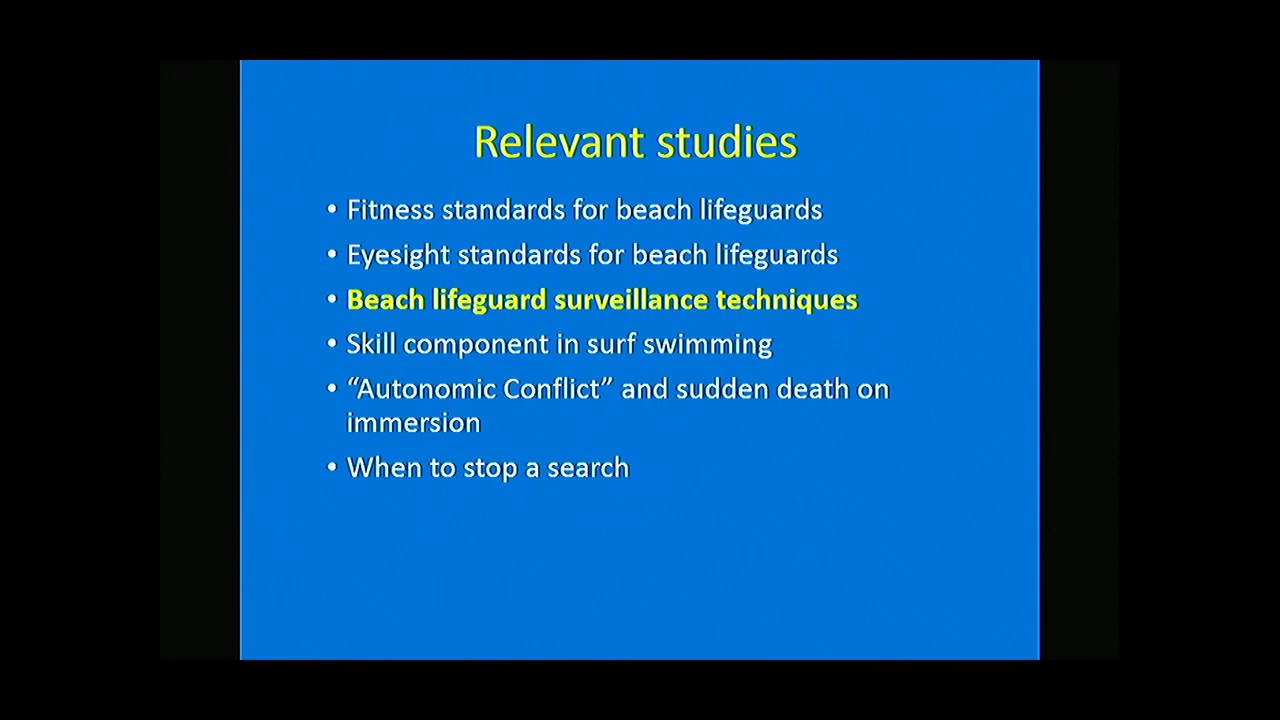 Relevant studies
• Fitness standards for beach lifeguards
• Eyesight standards for beach lifeguards
• Beach lifeguard surveillance techniques
• Skill component in surf swimming
• “Autonomic Conflict” and sudden death on
immersion
• When to stop a search